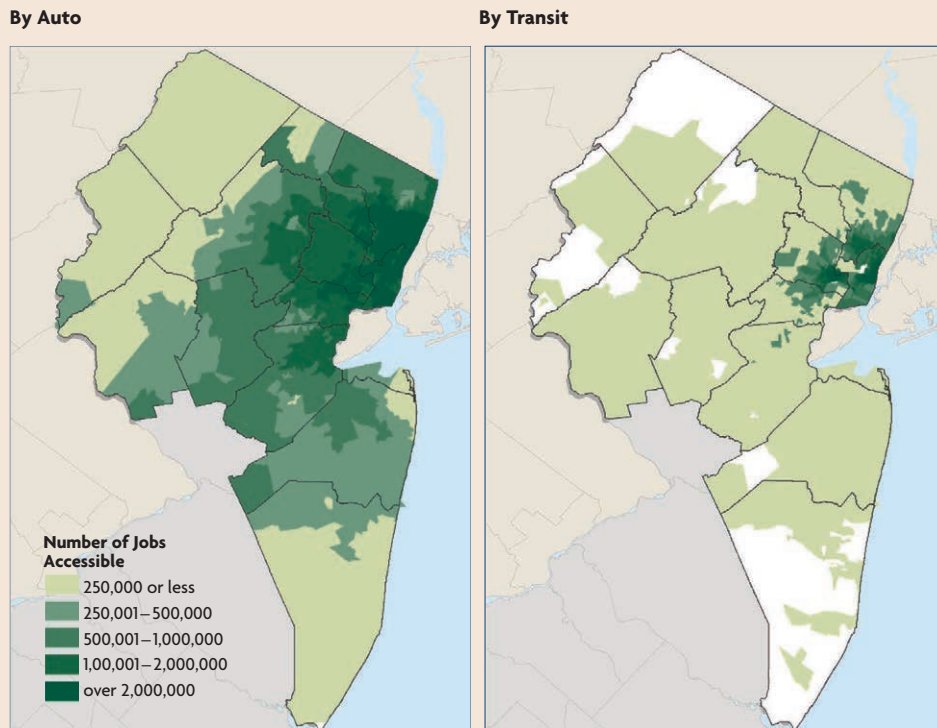 By Auto
By Transit
Number of Jobs
Accessible
250,000 or less
250,001–500,000
500,001–1,000,000
1,00,001–2,000,000
over 2,000,000